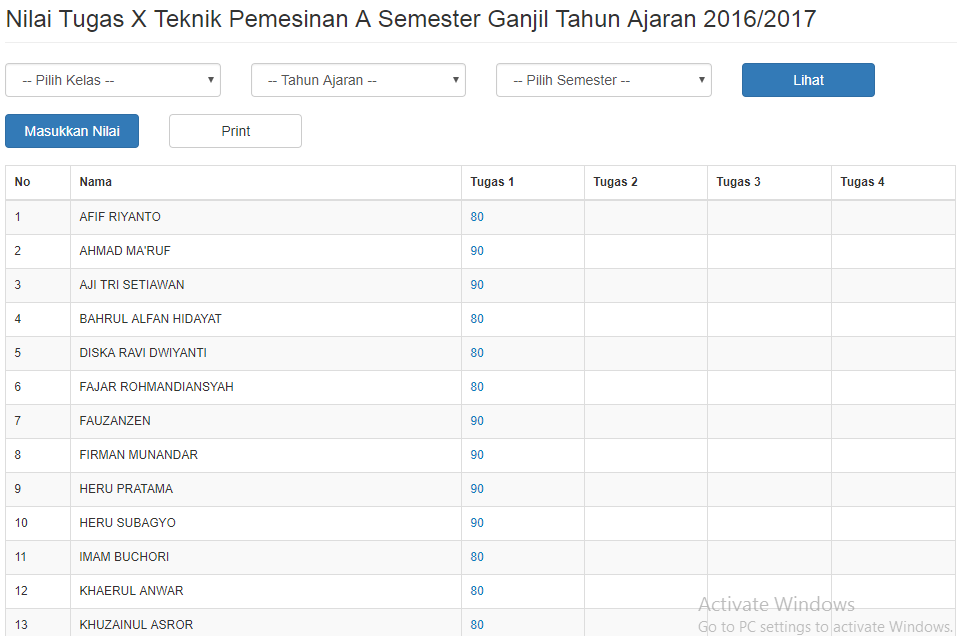 Nilai Tugas X Teknik Pemesinan A Semester Ganjil Tahun Ajaran 2016/2017
-- Pilih Kelas -- -- Tahun Ajaran -- -- Pilih Semester -- Lihat
Masukkan Nilai Print
No Nama Tugas 1 Tugas 2 Tugas 3 Tugas 4
1 AFIF RIYANTO 80
2 AHMAD MA'RUF 90
3 AJI TRI SETIAWAN 90
4 BAHRUL ALFAN HIDAYAT 80
5 DISKA RAVI DWIYANTI 80
6 FAJAR ROHMANDIANSYAH 80
7 FAUZANZEN 90
8 FIRMAN MUNANDAR 90
9 HERU PRATAMA 90
10 HERU SUBAGYO 90
11 IMAM BUCHORI 80
12 KHAERUL ANWAR 80
13 KHUZAINUL ASROR 80
Activate Windows
Go to PC settings to activate Windows.